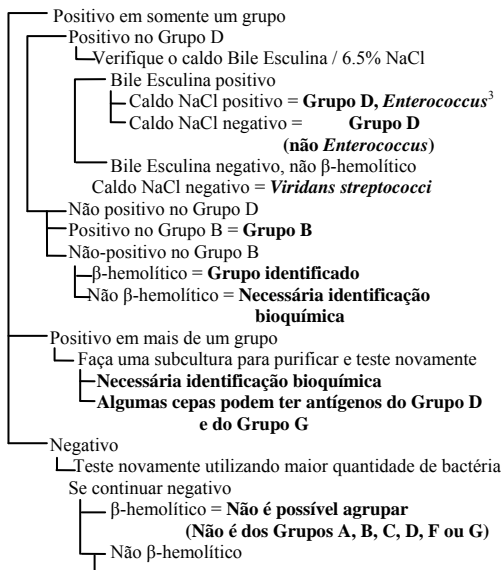 Positivo em somente um grupo
Positivo no Grupo D
Verifique o caldo Bile Esculina / 6.5% NaCl
Bile Esculina positivo
Caldo NaCl positivo = Grupo D, Enterococcus³
Caldo NaCl negativo = Grupo D
(não Enterococcus)
Bile Esculina negativo, não β-hemolítico
Caldo NaCl negativo = Viridans streptococci
Não positivo no Grupo D
Positivo no Grupo B = Grupo B
Não-positivo no Grupo B
β-hemolítico = Grupo identificado
Não β-hemolítico = Necessária identificação
bioquímica
Positivo em mais de um grupo
Faça uma subcultura para purificar e teste novamente
Necessária identificação bioquímica
Algumas cepas podem ter antígenos do Grupo D
e do Grupo G
Negativo
Teste novamente utilizando maior quantidade de bactéria
Se continuar negativo
β-hemolítico = Não é possível agrupar
(Não é dos Grupos A, B, C, D, F ou G)
Não β-hemolítico